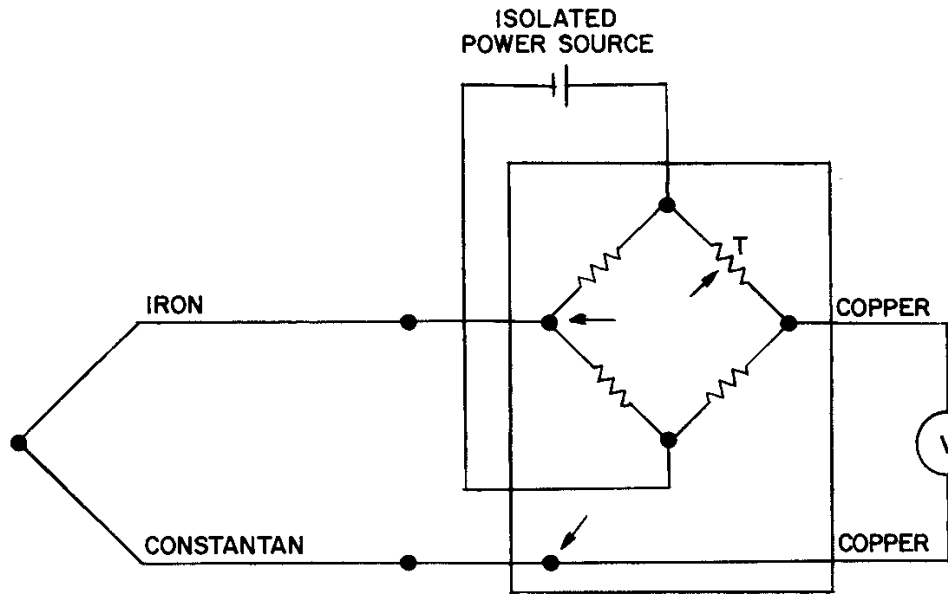 ISOLATED
POWER SOURCE
T
IRON
COPPER
V
CONSTANTAN
COPPER